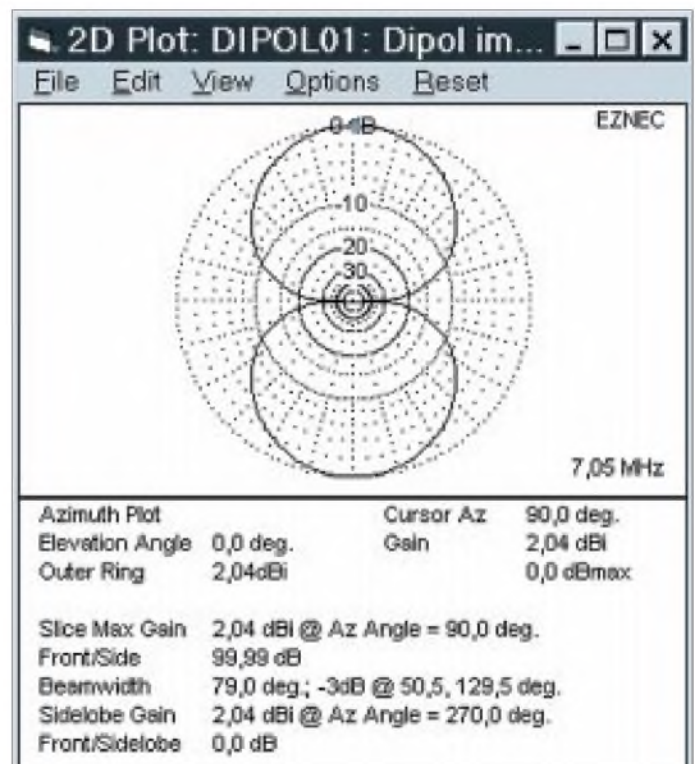 2D Plot: DIPOL01: Dipol im...
File Edit View Options Reset
0 dB
EZNEC
-10
20
30
7,05 MHz
Azimuth Plot Cursor Az 90,0 deg.
Elevation Angle 0,0 deg. Gain 2,04 dBi
Outer Ring 2,04dBi 0,0 dBmax
Slice Max Gain 2,04 dBi @ Az Angle = 90,0 deg.
Front/Side 99,99 dB
Beamwidth 79,0 deg.; -3dB @ 50,5, 129,5 deg.
Sidelobe Gain 2,04 dBi @ Az Angle = 270,0 deg.
Front/Sidelobe 0,0 dB